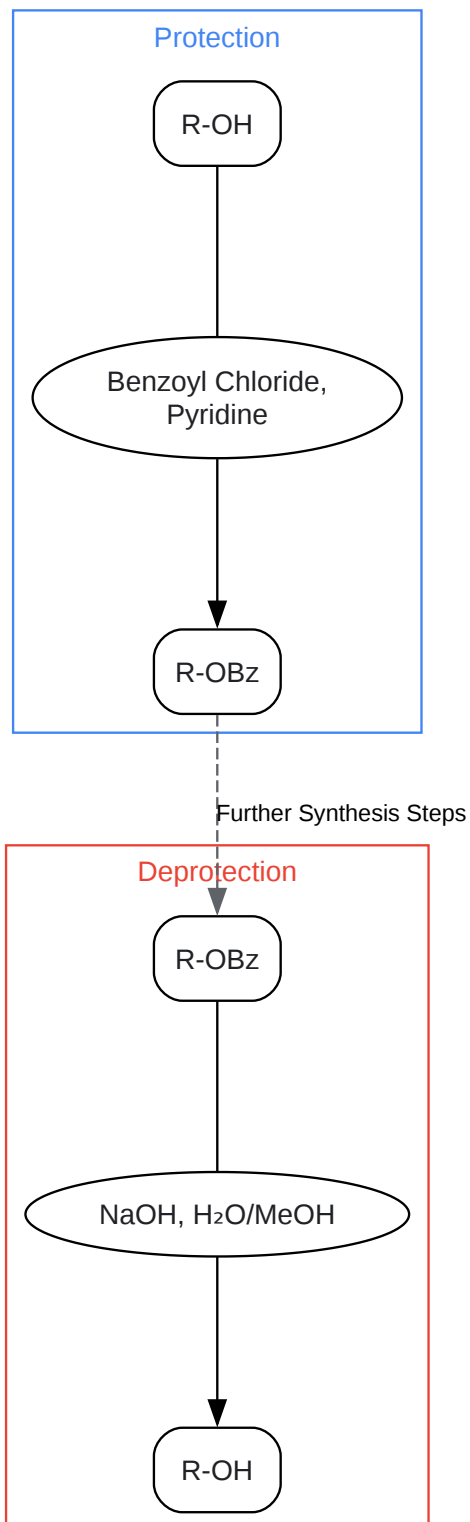 Protection
R-OH
Benzoyl Chloride,
Pyridine
R-OBz
Further Synthesis Steps
Deprotection
R-OBz
NaOH, H₂O/MeOH
R-OH